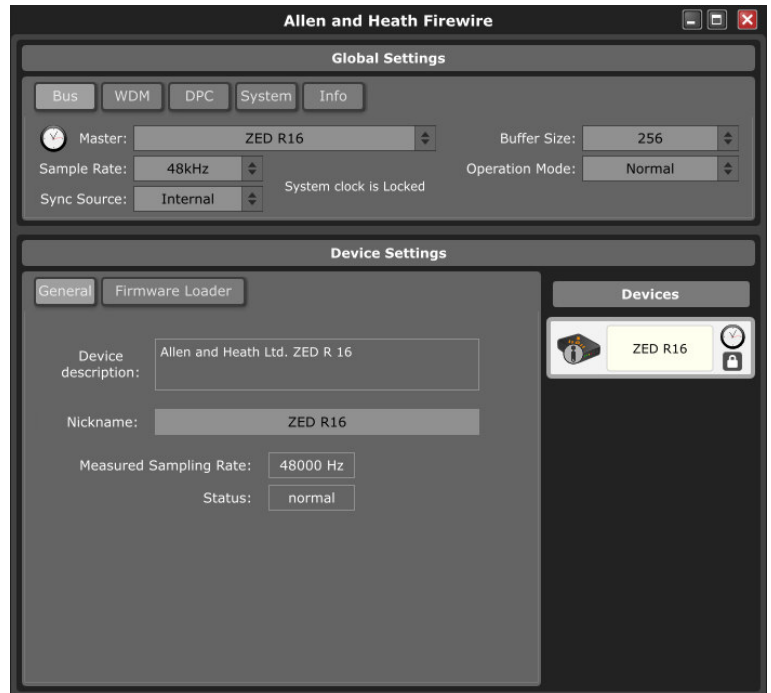 Allen and Heath Firewire
Global Settings
Bus WDM DPC System Info
Master: ZED R16 Buffer Size: 256
Sample Rate: 48kHz Operation Mode: Normal
System clock is Locked
Sync Source: Internal
Device Settings
General Firmware Loader
Devices
ZED R16
Device description: Allen and Heath Ltd. ZED R 16
Nickname: ZED R16
Measured Sampling Rate: 48000 Hz
Status: normal